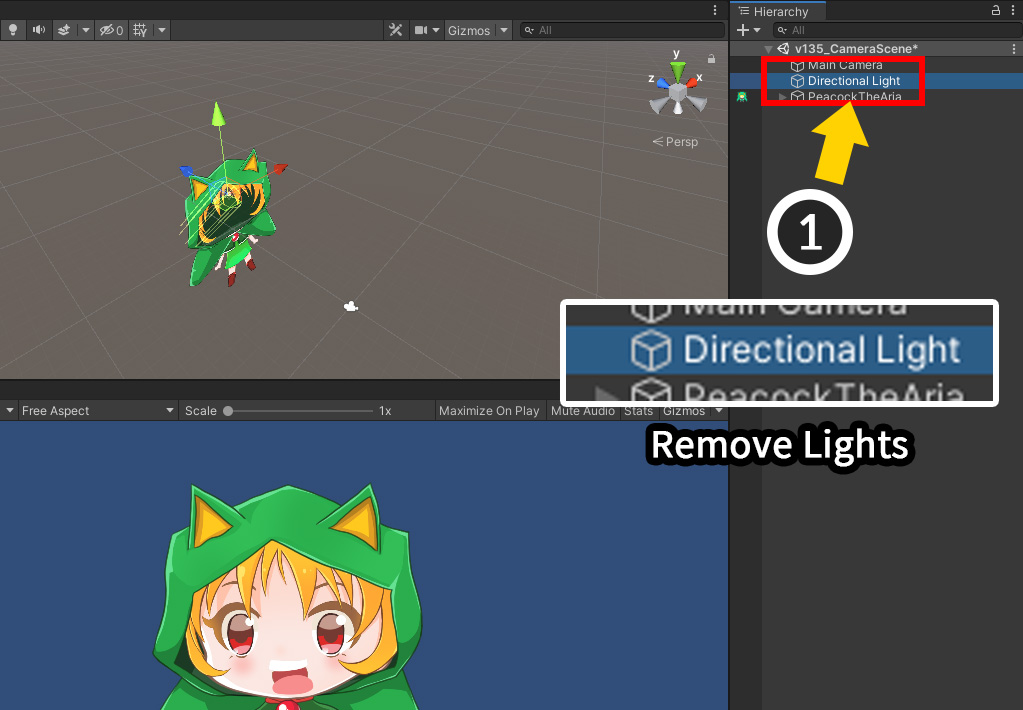 Hierarchy
0
Gizmos
All
All
v135_CameraScene*
Main Camera
Directional Light
PeacockTheAria
y
z
x
Persp
1
Main Camera
Directional Light
PeacockTheAria
Free Aspect
Scale
1x
Maximize On Play
Mute Audio
Stats
Gizmos
Remove Lights